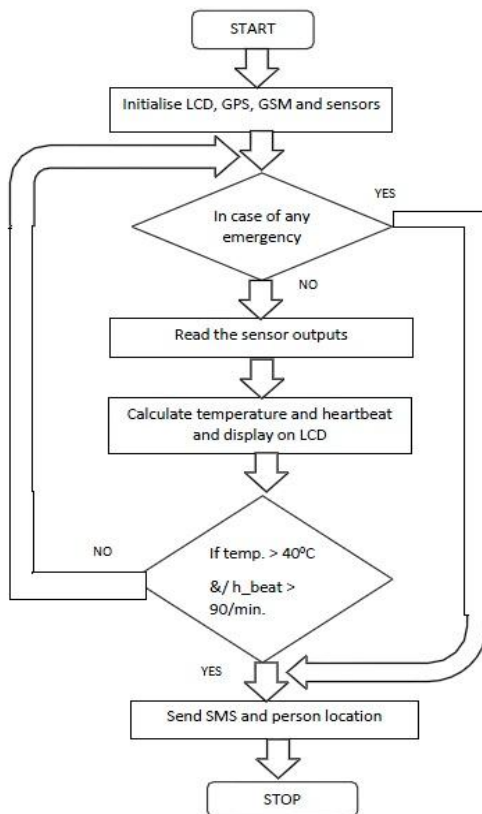 START
Initialise LCD, GPS, GSM and sensors
YES
In case of any
emergency
NO
Read the sensor outputs
Calculate temperature and heartbeat
and display on LCD
NO
If temp. > 40⁰C
&/ h_beat >
90/min.
YES
Send SMS and person location
STOP